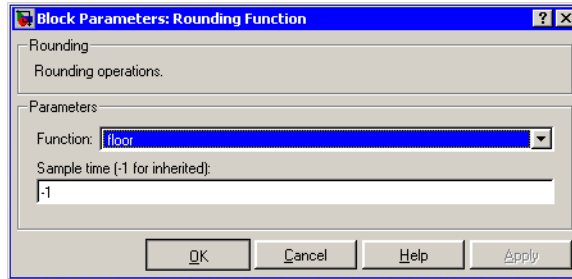 Block Parameters: Rounding Function
Rounding
Rounding operations.
Parameters
Function: floor
Sample time (-1 for inherited):
-1
OK Cancel Help Apply